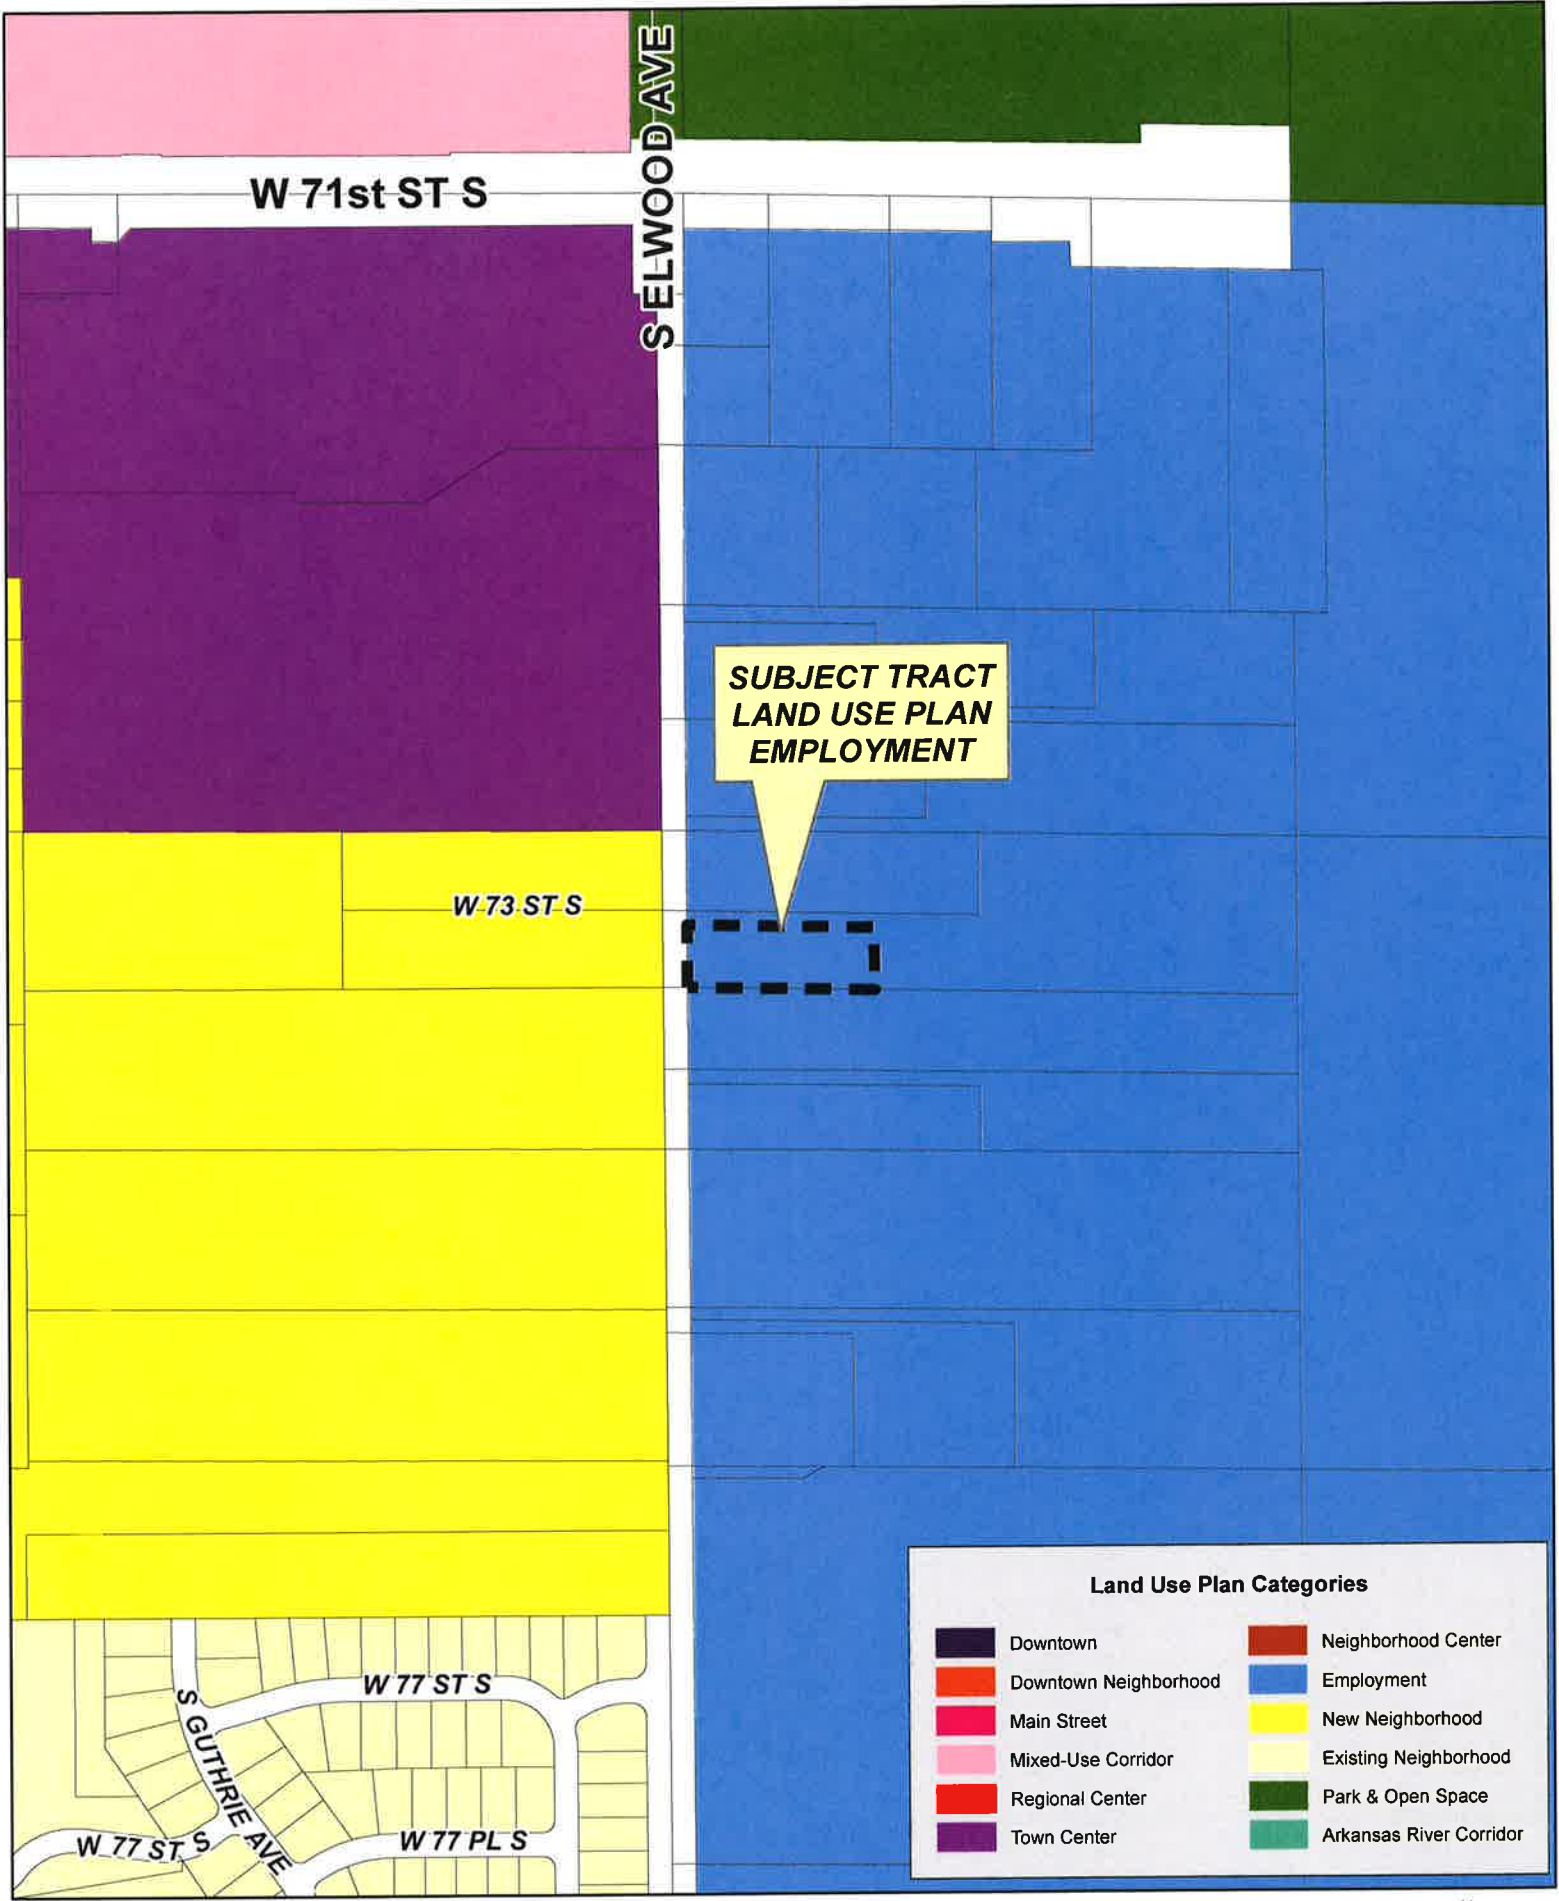 S ELWOOD AVE
W 71st ST S
SUBJECT TRACT
LAND USE PLAN
EMPLOYMENT
W 73 ST S
W 77 ST S
S GUTHRIE AVE
W 77 ST S
W 77 PL S
Land Use Plan Categories
Downtown
Downtown Neighborhood
Main Street
Mixed-Use Corridor
Regional Center
Town Center
Neighborhood Center
Employment
New Neighborhood
Existing Neighborhood
Park & Open Space
Arkansas River Corridor